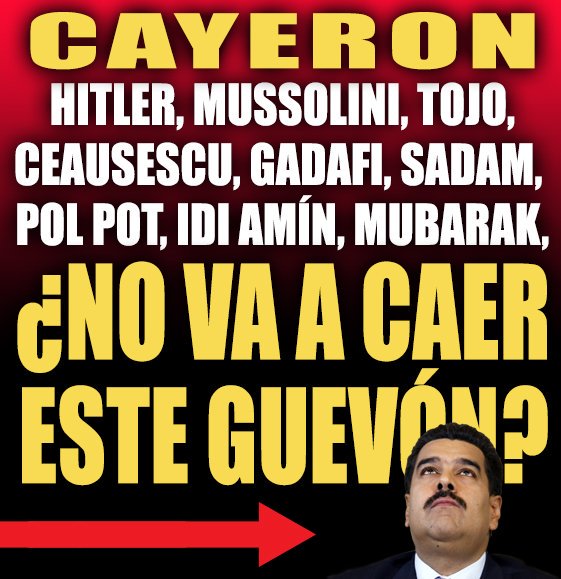 CAYERON
HITLER, MUSSOLINI, TOJO,
CEAUSESCU, GADAFI, SADAM,
POL POT, IDI AMÍN, MUBARAK,
¿NO VA A CAER
ESTE GUEVÓN?